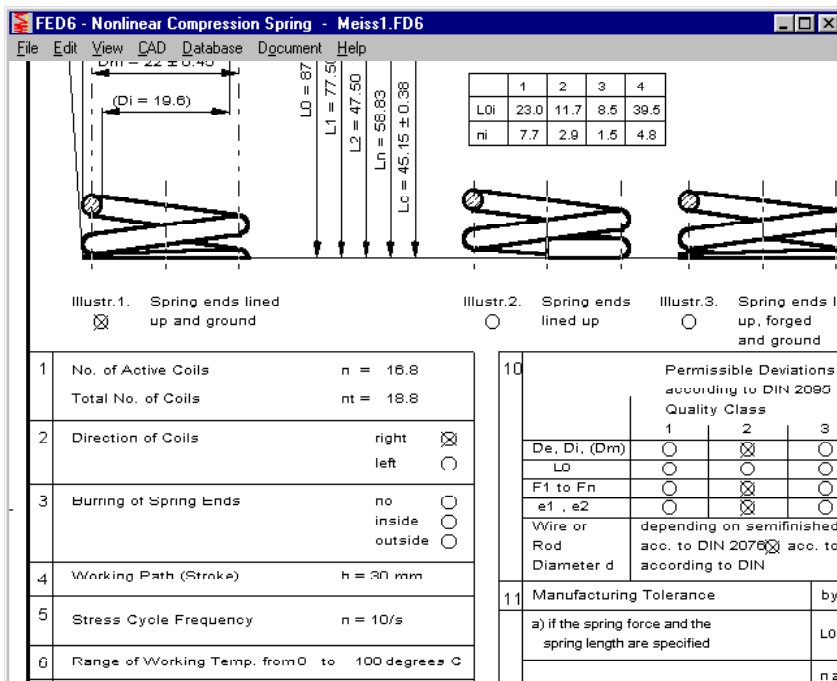 FED6 - Nonlinear Compression Spring - Meiss1.FD6
File Edit View CAD Database Document Help
Dm = 22 ± 0.45
(Di = 19.6)
L0 = 87
L1 = 77.50
L2 = 47.50
Ln = 58.83
Lc = 45.15 ± 0.38
1 2 3 4
L0i 23.0 11.7 8.5 39.5
ni 7.7 2.9 1.5 4.8
Illustr.1. Spring ends lined
up and ground
Illustr.2. Spring ends
lined up
Illustr.3. Spring ends l
up, forged
and ground
1 No. of Active Coils n = 16.8
Total No. of Coils nt = 18.8
2 Direction of Coils right
left
3 Burring of Spring Ends no
inside
outside
4 Working Path (Stroke) h = 30 mm
5 Stress Cycle Frequency n = 10/s
6 Range of Working Temp. from 0 to 100 degrees C
10 Permissible Deviations
according to DIN 2095
Quality Class
1 2 3
De, Di, (Dm)
L0
F1 to Fn
e1 , e2
Wire or depending on semifinished
Rod acc. to DIN 2076 acc. to
Diameter d according to DIN
11 Manufacturing Tolerance by
a) if the spring force and the
spring length are specified L0
n a